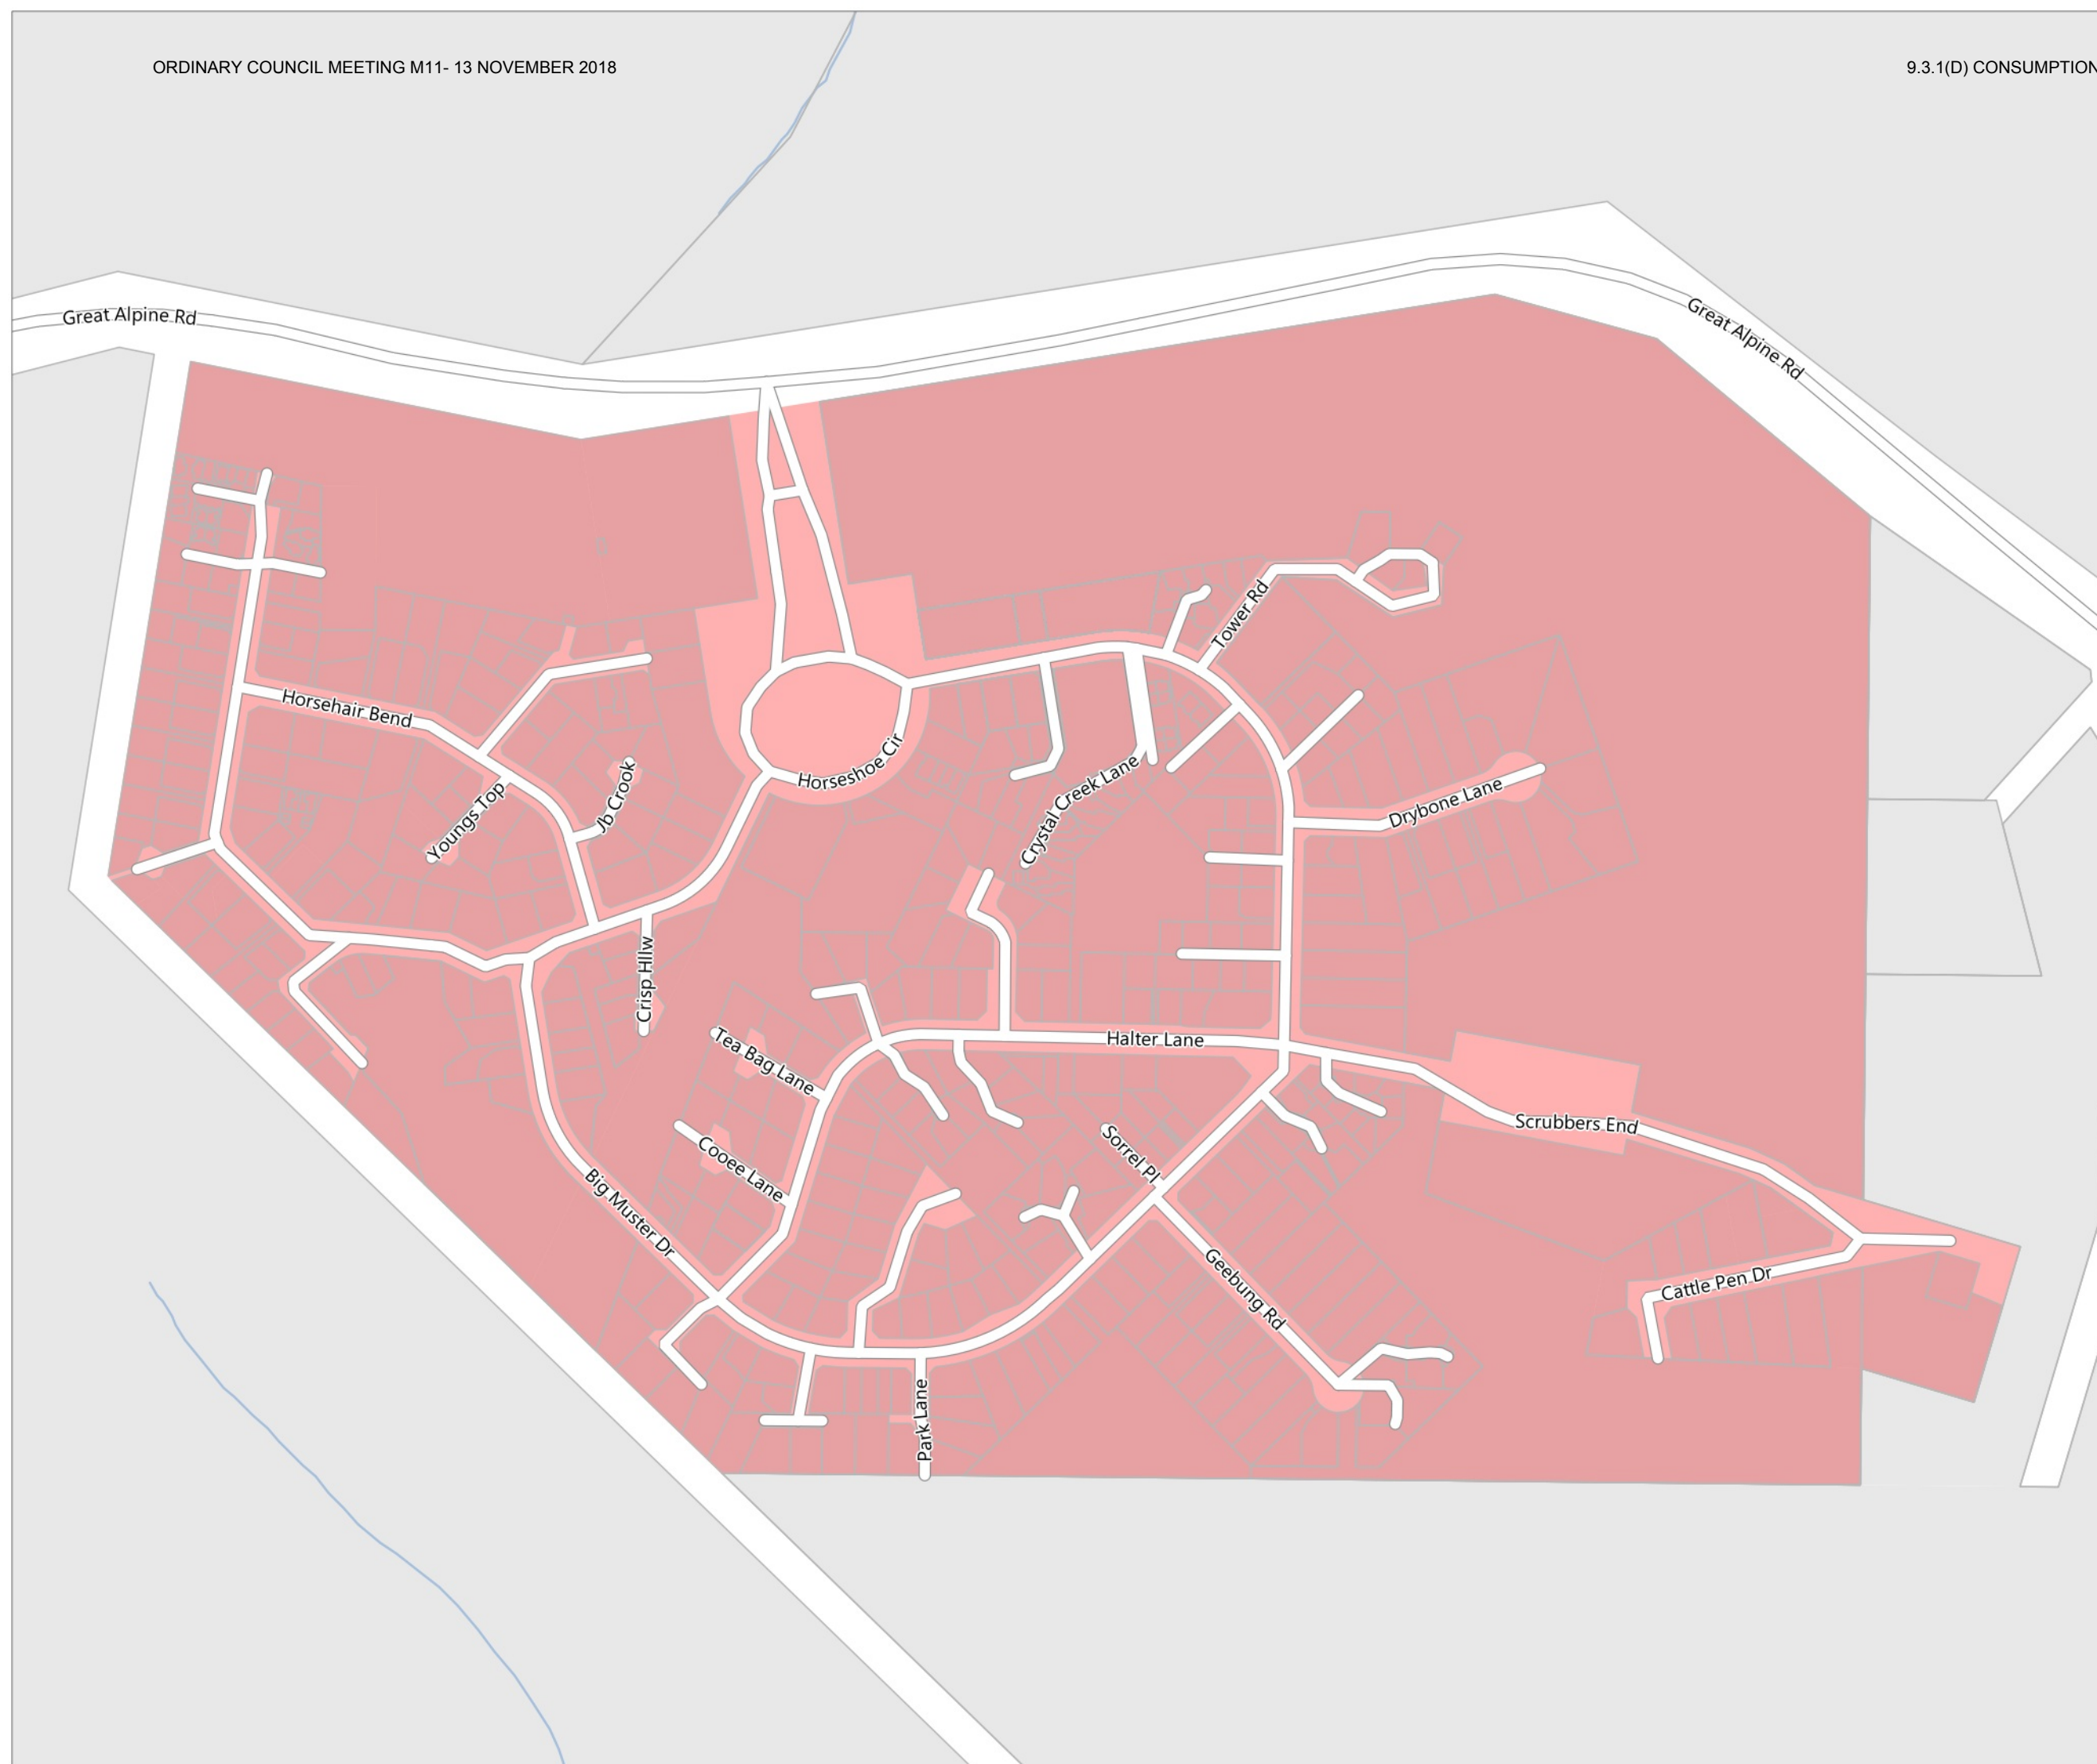 ORDINARY COUNCIL MEETING M11- 13 NOVEMBER 2018
9.3.1(D) CONSUMPTION
Great Alpine Rd
Great Alpine Rd
Tower Rd
Horsehair Bend
Horseshoe Cir
Jb Crook
Youngs Top
Crystal Creek Lane
Drybone Lane
Crisp Hllw
Halter Lane
Tea Bag Lane
Scrubbers End
Sorrel Pl
Cooee Lane
Big Muster Dr
Geebung Rd
Cattle Pen Dr
Park Lane